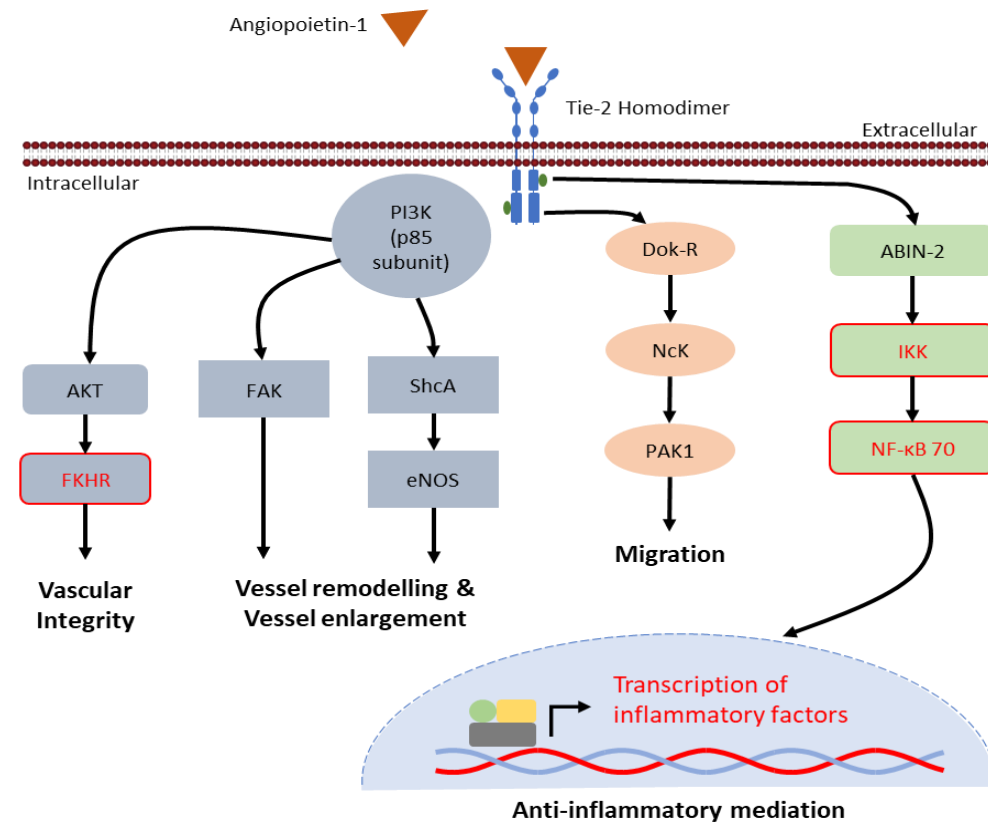 Angiopoietin-1
Tie-2 Homodimer
Extracellular
Intracellular
PI3K
(p85
subunit)
Dok-R
ABIN-2
NcK
IKK
AKT
FAK
ShcA
PAK1
NF-κB 70
FKHR
eNOS
Migration
Vascular
Integrity
Vessel remodelling &
Vessel enlargement
Transcription of
inflammatory factors
Anti-inflammatory mediation